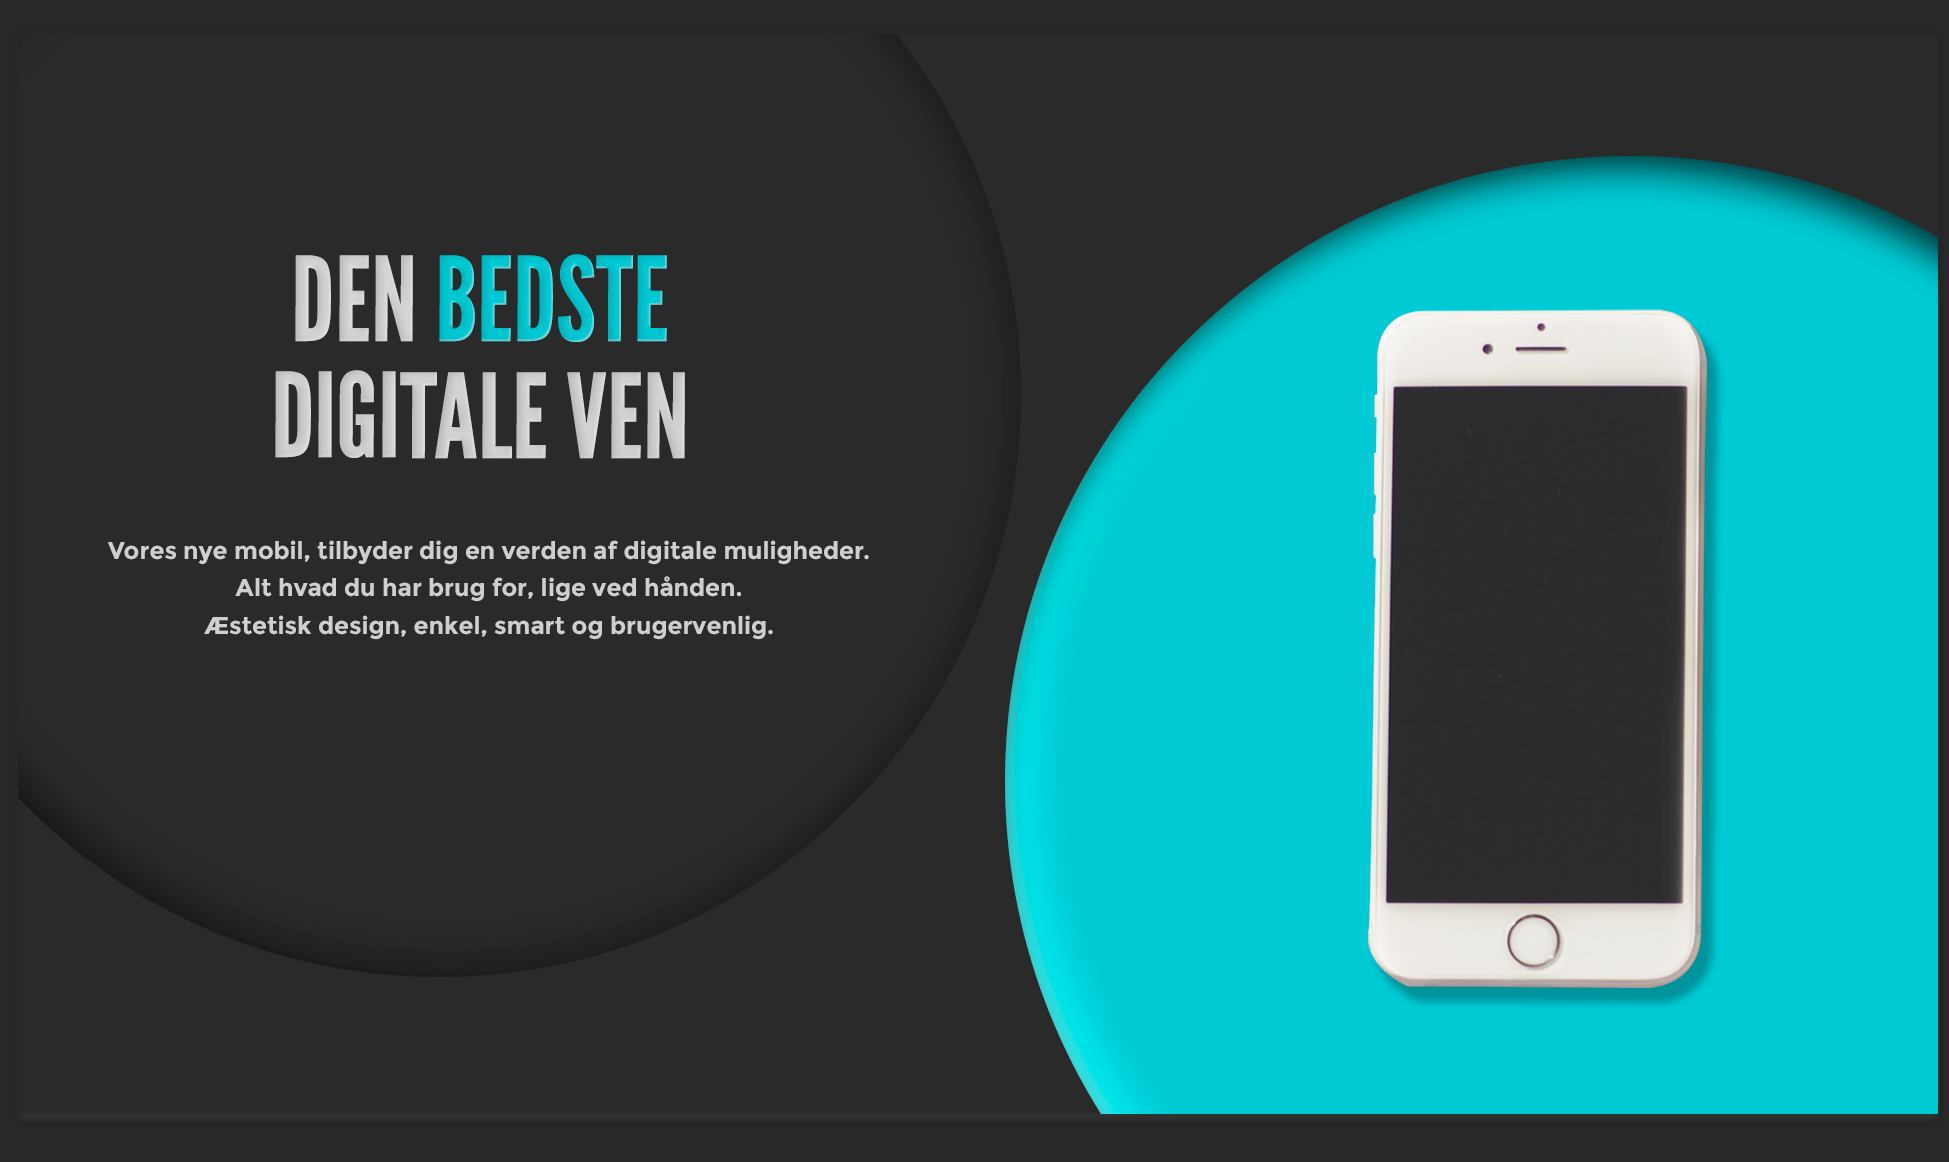 DEN BEDSTE
DIGITALE VEN
Vores nye mobil, tilbyder dig en verden af digitale muligheder.
Alt hvad du har brug for, lige ved hånden.
Æstetisk design, enkel, smart og brugervenlig.